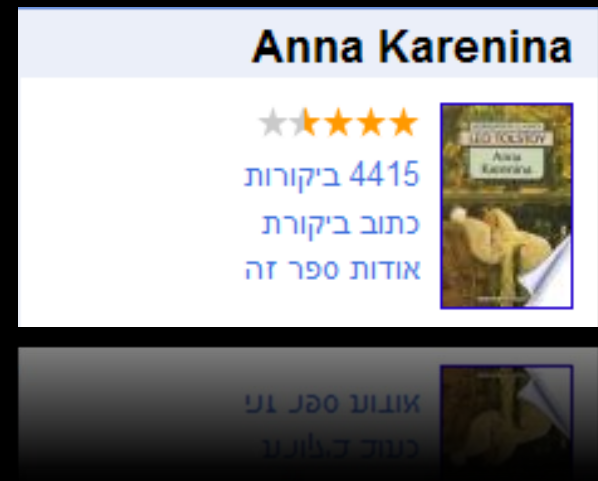 Anna Karenina
4415 ביקורות
כתוב ביקורת
אודות ספר זה
LEO TOLSTOY
Anna
Karenina